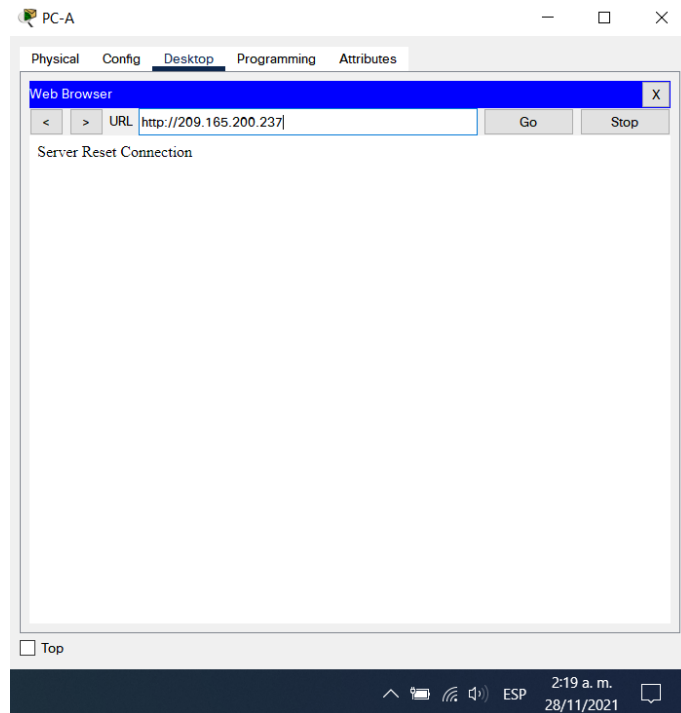 PC-A
Physical Config Desktop Programming Attributes
Web Browser X
< > URL http://209.165.200.237 Go Stop
Server Reset Connection
Top
ESP 2:19 a. m.
28/11/2021